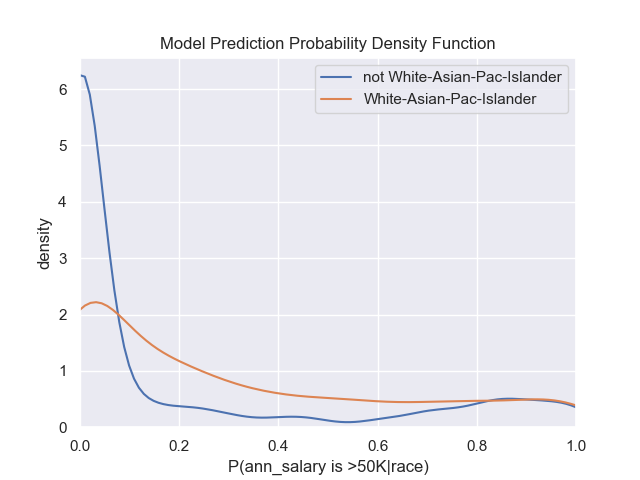 Model Prediction Probability Density Function
not White-Asian-Pac-Islander
White-Asian-Pac-Islander
density
6
5
4
3
2
1
0
0.0 0.2 0.4 0.6 0.8 1.0
P(ann_salary is >50K|race)